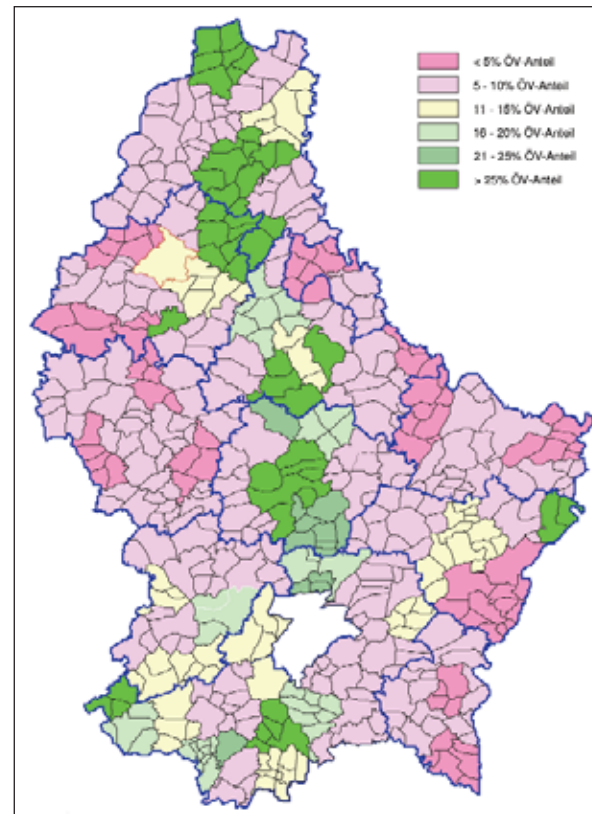 < 5% ÖV-Anteil
5 - 10% ÖV-Anteil
11 - 15% ÖV-Anteil
16 - 20% ÖV-Anteil
21 - 25% ÖV-Anteil
> 25% ÖV-Anteil